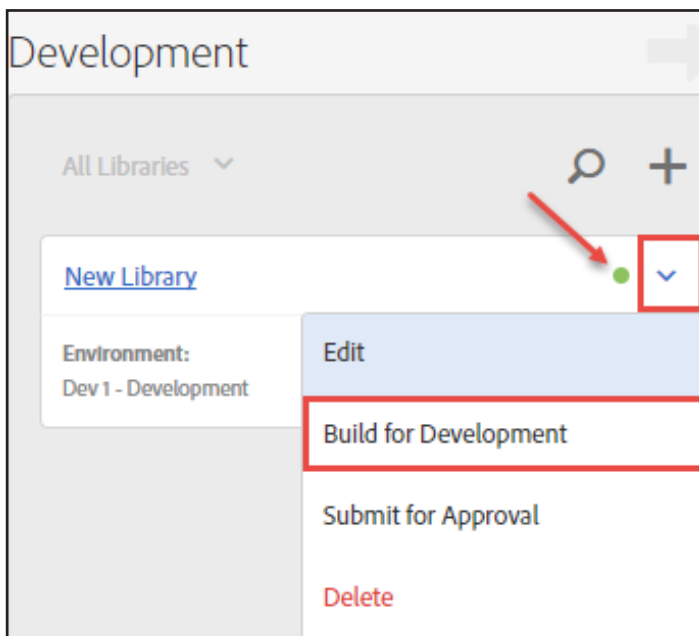 Development
All Libraries
New Library
Environment:
Dev 1 - Development
Edit
Build for Development
Submit for Approval
Delete